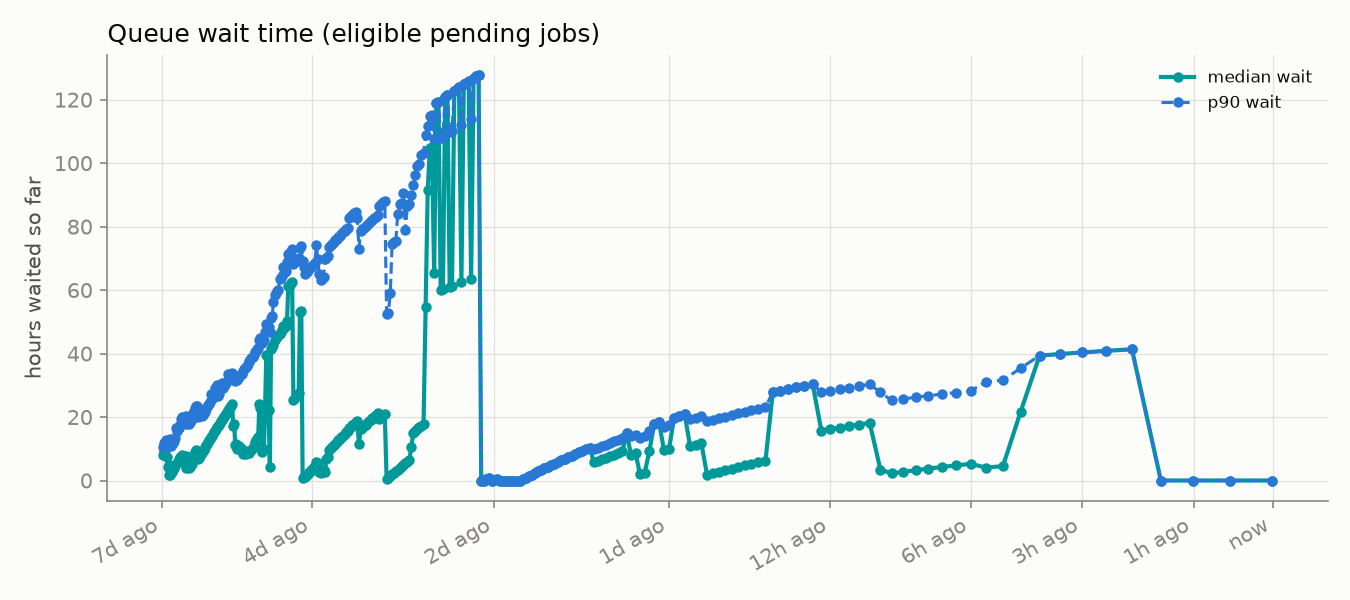 Queue wait time (eligible pending jobs)
median wait
p90 wait
hours waited so far
120
100
80
60
40
20
0
7d ago
4d ago
2d ago
1d ago
12h ago
6h ago
3h ago
1h ago
now